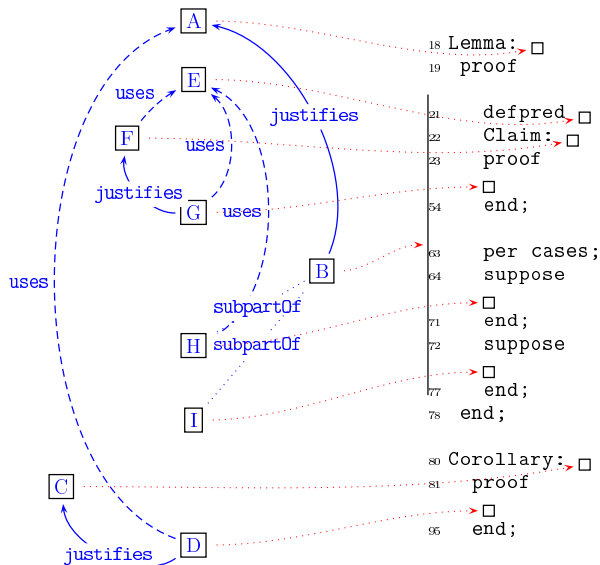 A
18 Lemma:
19 proof
E
uses
justifies
21 defpred
F
22 Claim:
uses
23 proof
justifies
G
uses
54 end;
B
63 per cases;
uses
64 suppose
subpartOf
H
subpartOf
71 end;
72 suppose
77 end;
I
78 end;
80 Corollary:
C
81 proof
95 end;
D
justifies